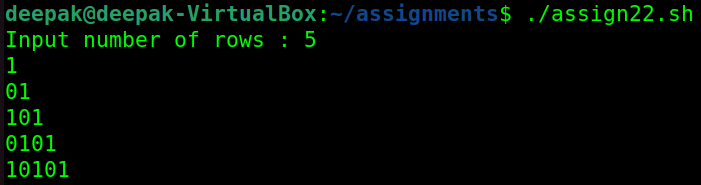 deepak@deepak-VirtualBox:~/assignments$ ./assign22.sh
Input number of rows : 5
1
01
101
0101
10101